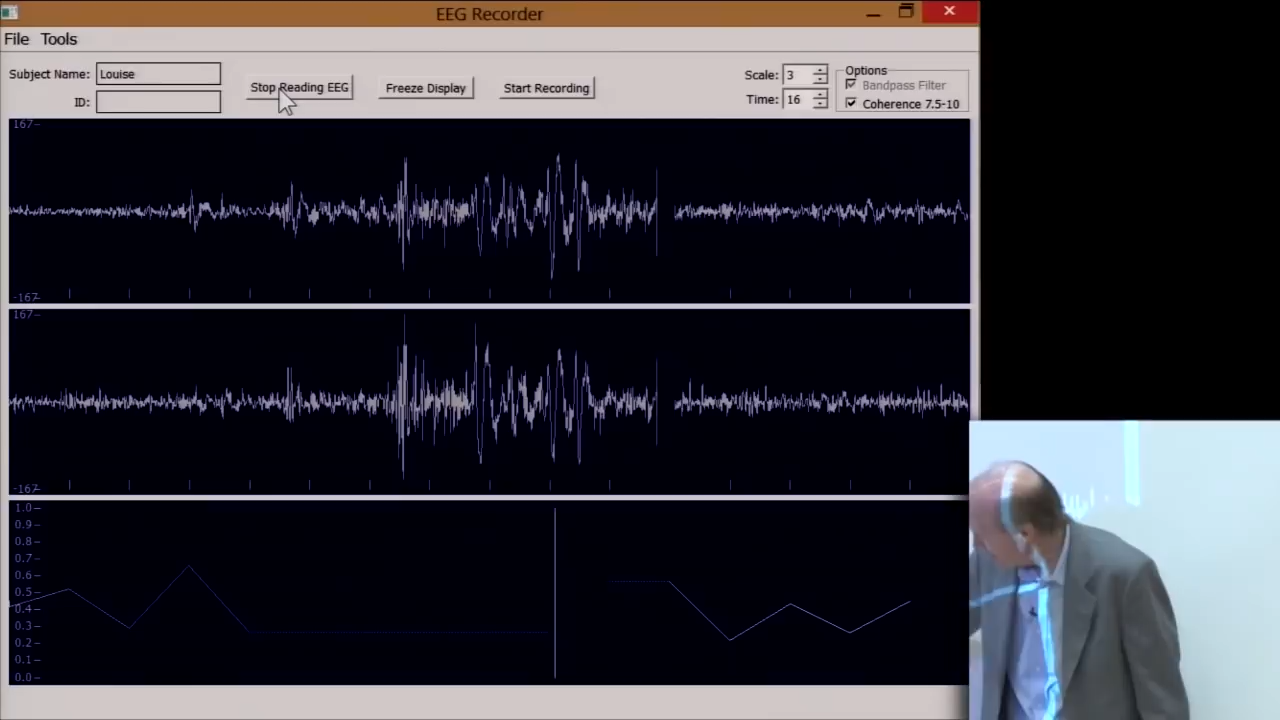 EEG Recorder
File Tools
Subject Name: Louise
ID:
Stop Reading EEG
Freeze Display
Start Recording
Scale: 3
Time: 16
Options
Bandpass Filter
Coherence 7.5-10
167
-167
167
-167
1.0
0.9
0.8
0.7
0.6
0.5
0.4
0.3
0.2
0.1
0.0